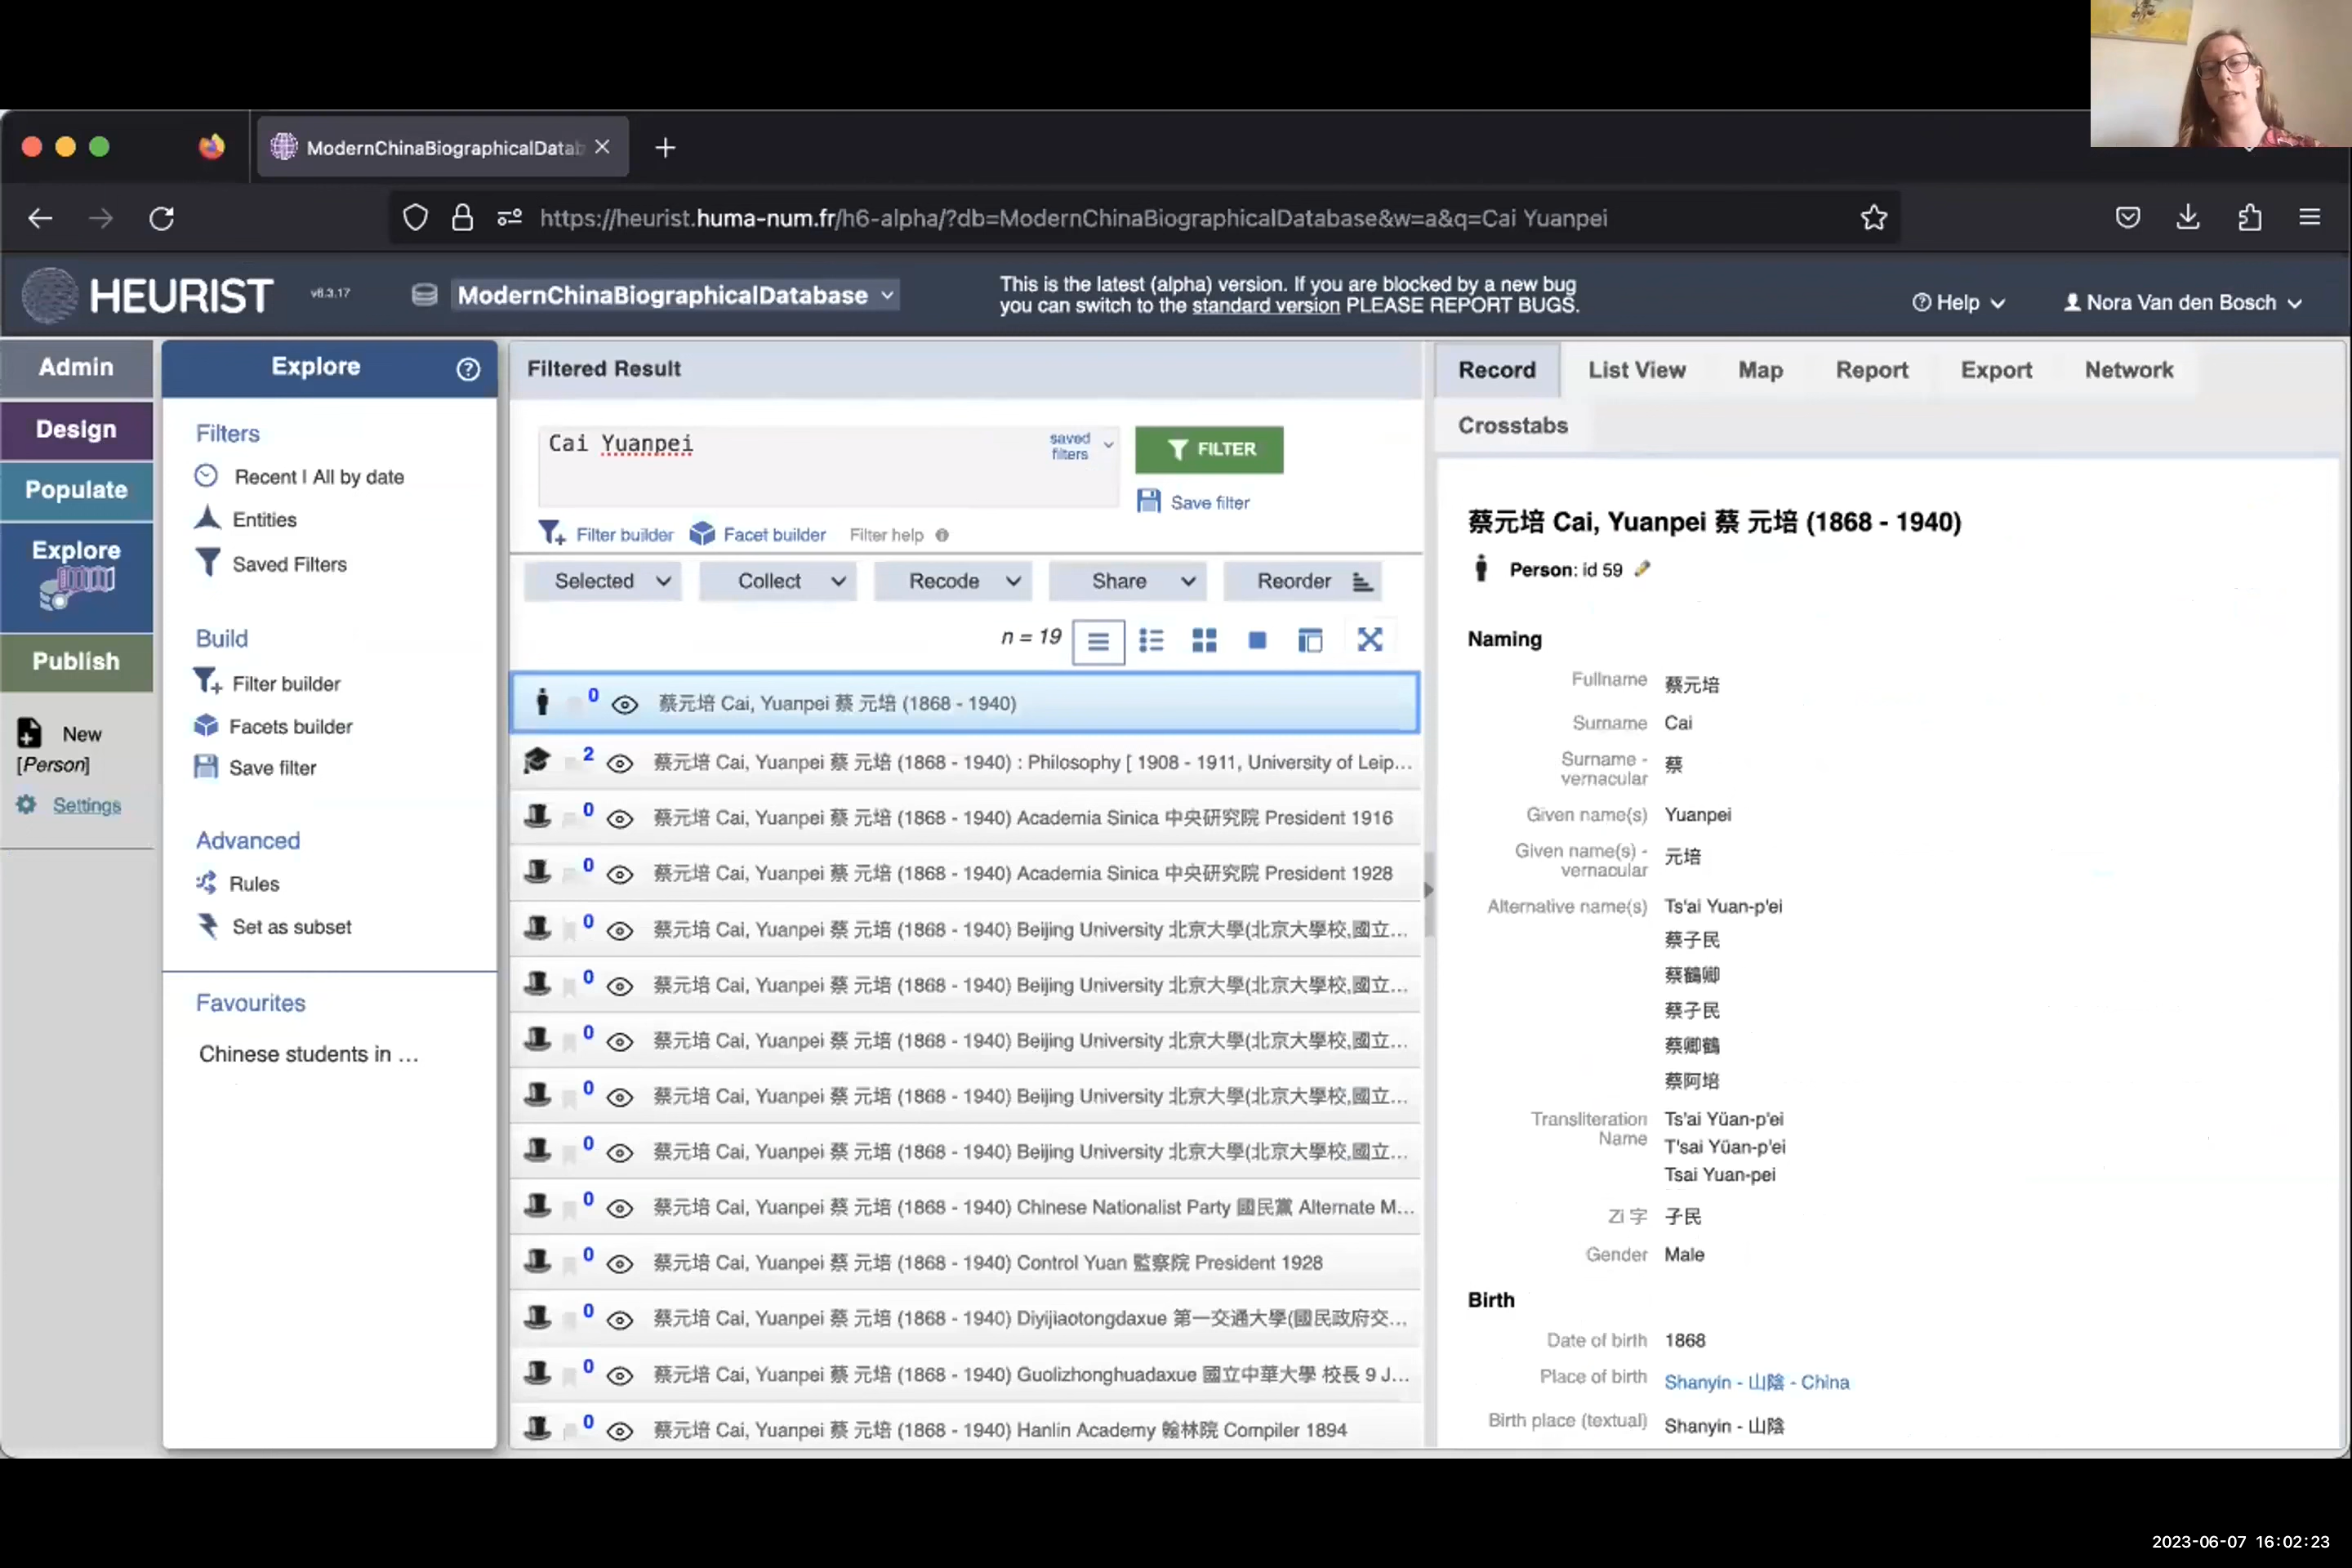 ModernChinaBiographicalDatab
https://heurist.huma-num.fr/h6-alpha/?db=ModernChinaBiographicalDatabase&w=a&q=Cai Yuanpei
HEURIST
v6.3.17
ModernChinaBiographicalDatabase
This is the latest (alpha) version. If you are blocked by a new bug
you can switch to the standard version PLEASE REPORT BUGS.
Help
Nora Van den Bosch
Admin
Design
Populate
Explore
Publish
New
[Person]
Settings
Explore
Filters
Recent | All by date
Entities
Saved Filters
Build
Filter builder
Facets builder
Save filter
Advanced
Rules
Set as subset
Favourites
Chinese students in ...
Filtered Result
Cai Yuanpei
saved
filters
FILTER
Save filter
Filter builder
Facet builder
Filter help
Selected
Collect
Recode
Share
Reorder
n = 19
0 蔡元培 Cai, Yuanpei 蔡 元培 (1868 - 1940)
2 蔡元培 Cai, Yuanpei 蔡 元培 (1868 - 1940) : Philosophy [ 1908 - 1911, University of Leip...
0 蔡元培 Cai, Yuanpei 蔡 元培 (1868 - 1940) Academia Sinica 中央研究院 President 1916
0 蔡元培 Cai, Yuanpei 蔡 元培 (1868 - 1940) Academia Sinica 中央研究院 President 1928
0 蔡元培 Cai, Yuanpei 蔡 元培 (1868 - 1940) Beijing University 北京大學(北京大學校,國立...
0 蔡元培 Cai, Yuanpei 蔡 元培 (1868 - 1940) Beijing University 北京大學(北京大學校,國立...
0 蔡元培 Cai, Yuanpei 蔡 元培 (1868 - 1940) Beijing University 北京大學(北京大學校,國立...
0 蔡元培 Cai, Yuanpei 蔡 元培 (1868 - 1940) Beijing University 北京大學(北京大學校,國立...
0 蔡元培 Cai, Yuanpei 蔡 元培 (1868 - 1940) Beijing University 北京大學(北京大學校,國立...
0 蔡元培 Cai, Yuanpei 蔡 元培 (1868 - 1940) Chinese Nationalist Party 國民黨 Alternate M...
0 蔡元培 Cai, Yuanpei 蔡 元培 (1868 - 1940) Control Yuan 監察院 President 1928
0 蔡元培 Cai, Yuanpei 蔡 元培 (1868 - 1940) Diyijiaotongdaxue 第一交通大學(國民政府交...
0 蔡元培 Cai, Yuanpei 蔡 元培 (1868 - 1940) Guolizhonghuadaxue 國立中華大學 校長 9 J...
0 蔡元培 Cai, Yuanpei 蔡 元培 (1868 - 1940) Hanlin Academy 翰林院 Compiler 1894
Record
List View
Map
Report
Export
Network
Crosstabs
蔡元培 Cai, Yuanpei 蔡 元培 (1868 - 1940)
Person: id 59
Naming
Fullname 蔡元培
Surname Cai
Surname -
vernacular 蔡
Given name(s) Yuanpei
Given name(s) -
vernacular 元培
Alternative name(s) Ts'ai Yuan-p'ei
蔡子民
蔡鶴卿
蔡孑民
蔡卿鶴
蔡阿培
Transliteration
Name
Ts'ai Yüan-p'ei
T'sai Yüan-p'ei
Tsai Yuan-pei
Zi 字 孑民
Gender Male
Birth
Date of birth 1868
Place of birth Shanyin - 山陰 - China
Birth place (textual) Shanyin - 山陰
2023-06-07 16:02:23